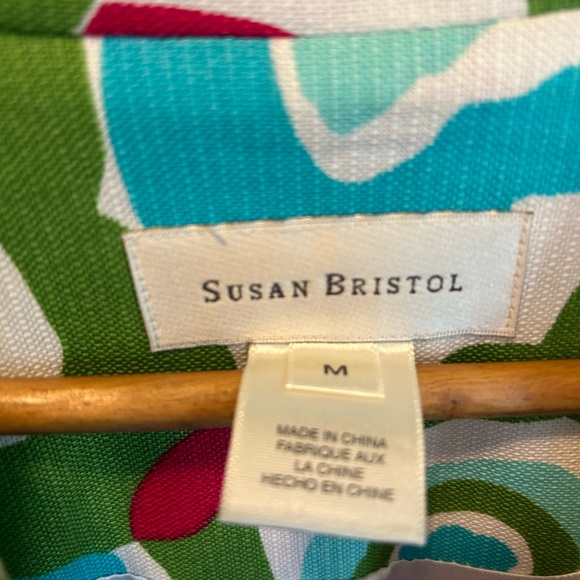 SUSAN BRISTOL
M
MADE IN CHINA
FABRIQUE AUX
LA CHINE
HECHO EN CHINE